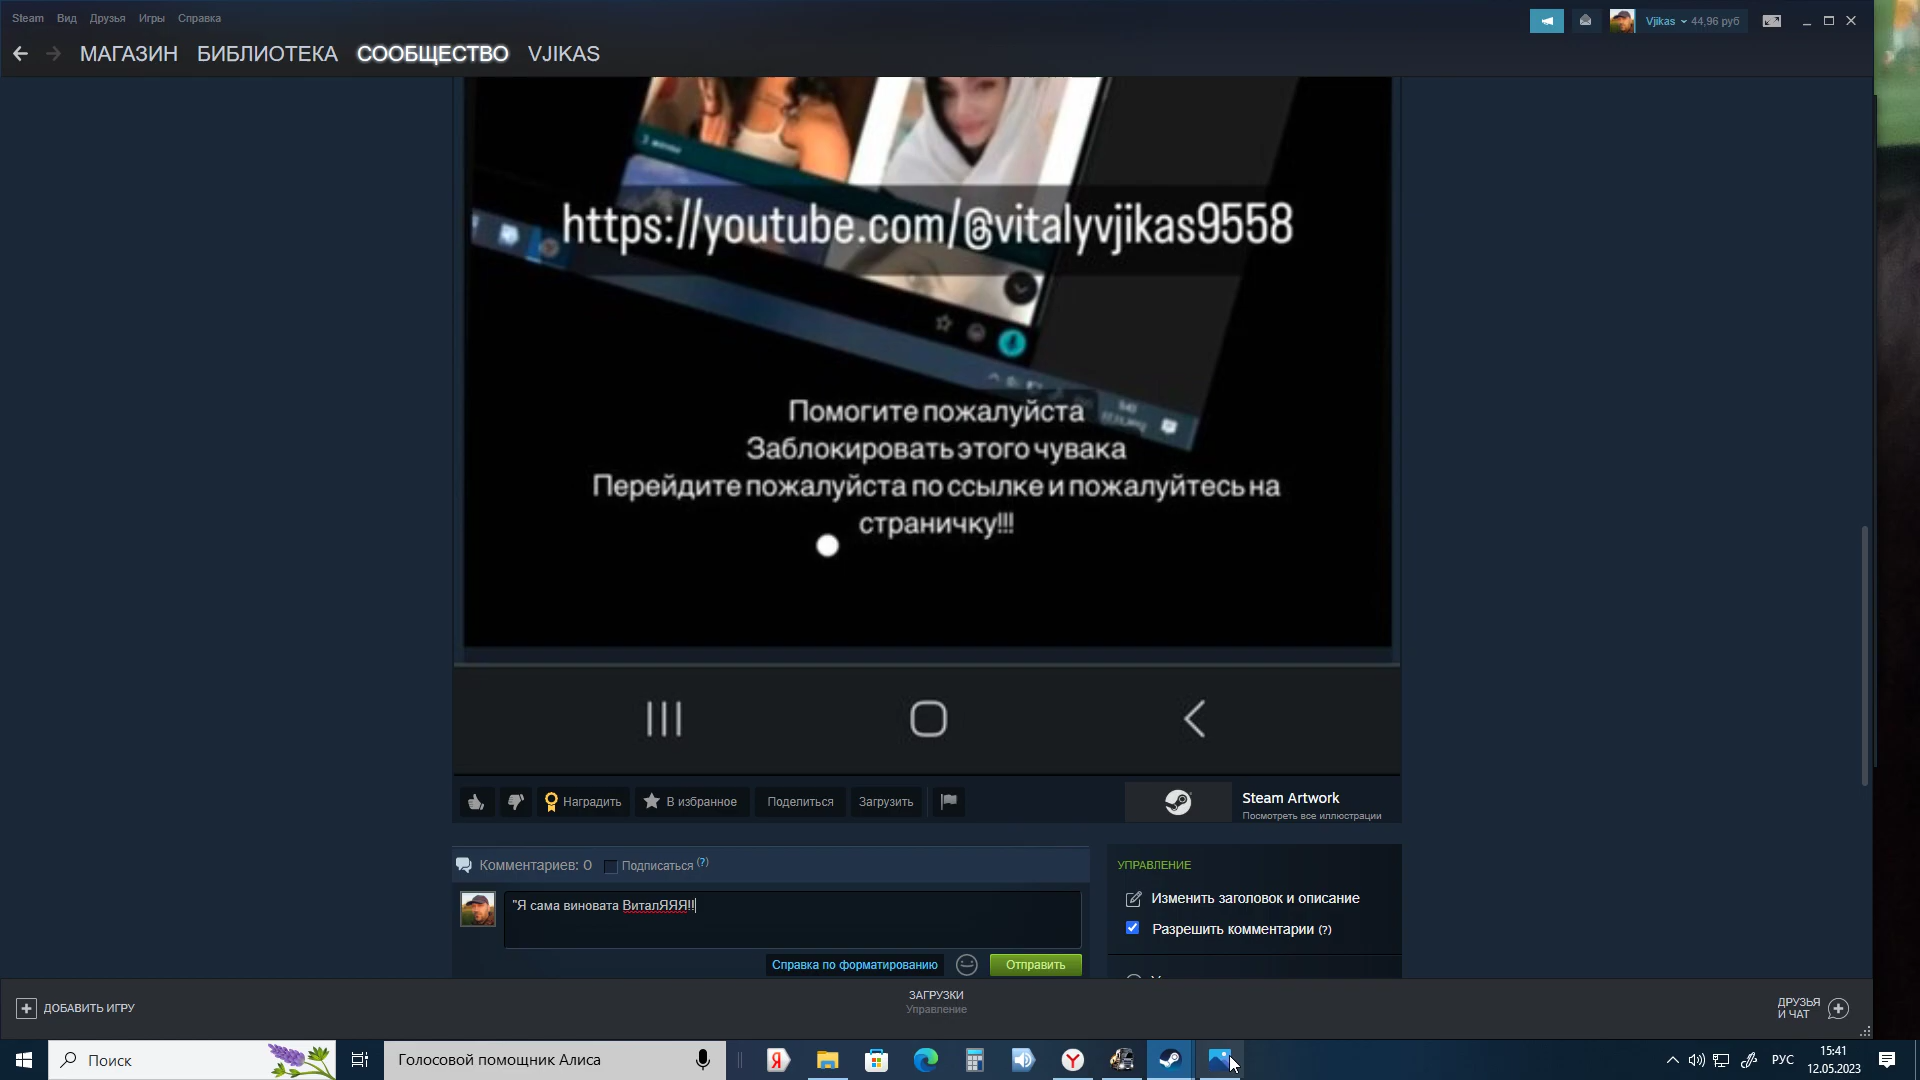 Steam Вид Друзья Игры Справка
Vjikas 44,96 руб
МАГАЗИН БИБЛИОТЕКА СООБЩЕСТВО VJIKAS
https://youtube.com/@vitalyvjikas9558
Помогите пожалуйста
Заблокировать этого чувака
Перейдите пожалуйста по ссылке и пожалуйтесь на
страничку!!!
Наградить В избранное Поделиться Загрузить
Steam Artwork
Посмотреть все иллюстрации
Комментариев: 0 Подписаться (?)
"Я сама виновата ВиталЯЯЯ!!
Справка по форматированию Отправить
УПРАВЛЕНИЕ
Изменить заголовок и описание
Разрешить комментарии (?)
ДОБАВИТЬ ИГРУ
ЗАГРУЗКИ
Управление
ДРУЗЬЯ
И ЧАТ
Поиск
Голосовой помощник Алиса
РУС
15:41
12.05.2023